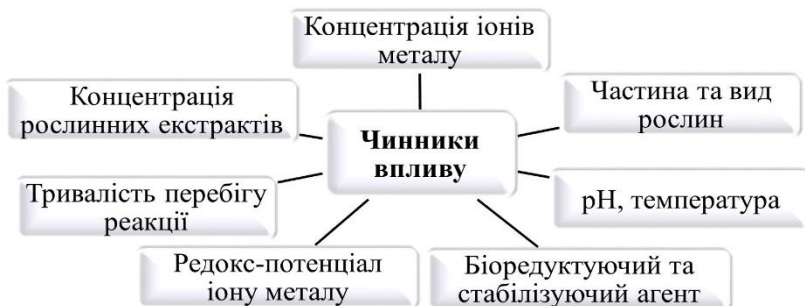 Концентрація іонів
металу
Концентрація
рослинних екстрактів
Частина та вид
рослин
Чинники
впливу
Тривалість перебігу
реакції
рН, температура
Редокс-потенціал
іону металу
Біоредуктуючий та
стабілізуючий агент